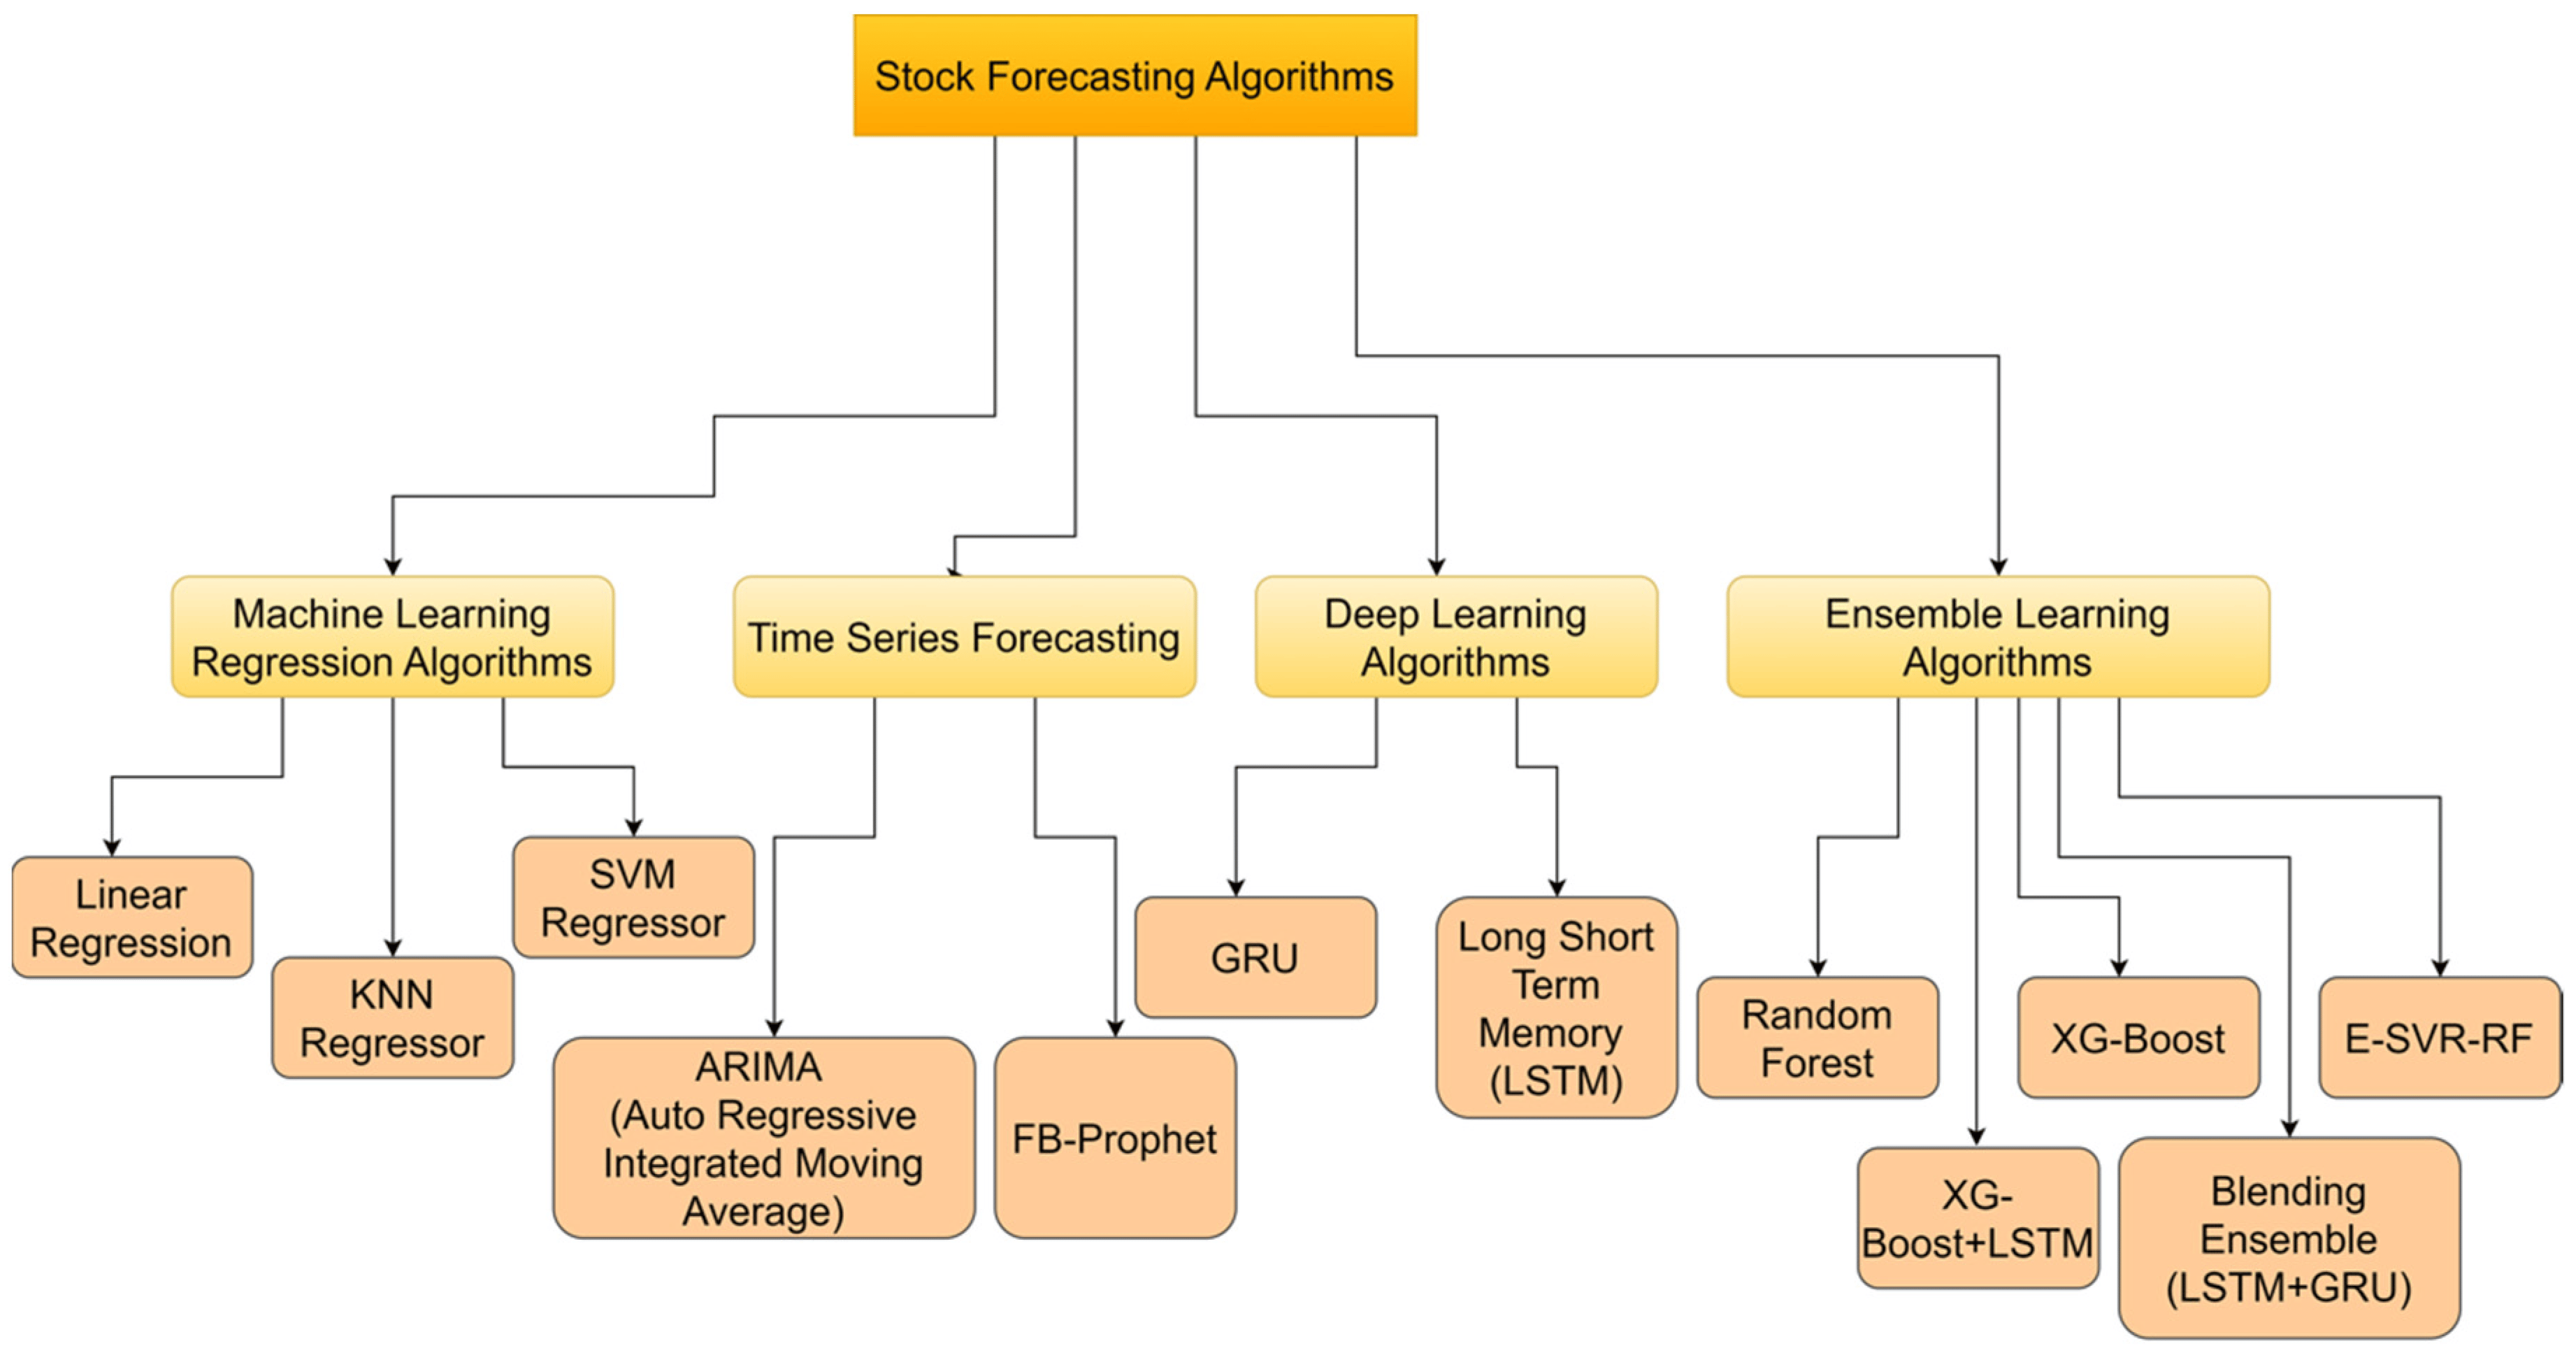 Stock Forecasting Algorithms
Machine Learning
Regression Algorithms
Time Series Forecasting
Deep Learning
Algorithms
Ensemble Learning
Algorithms
Linear
Regression
KNN
Regressor
SVM
Regressor
ARIMA
(Auto Regressive
Integrated Moving
Average)
FB-Prophet
GRU
Long Short
Term
Memory
(LSTM)
Random
Forest
XG-
Boost+LSTM
XG-Boost
Blending
Ensemble
(LSTM+GRU)
E-SVR-RF